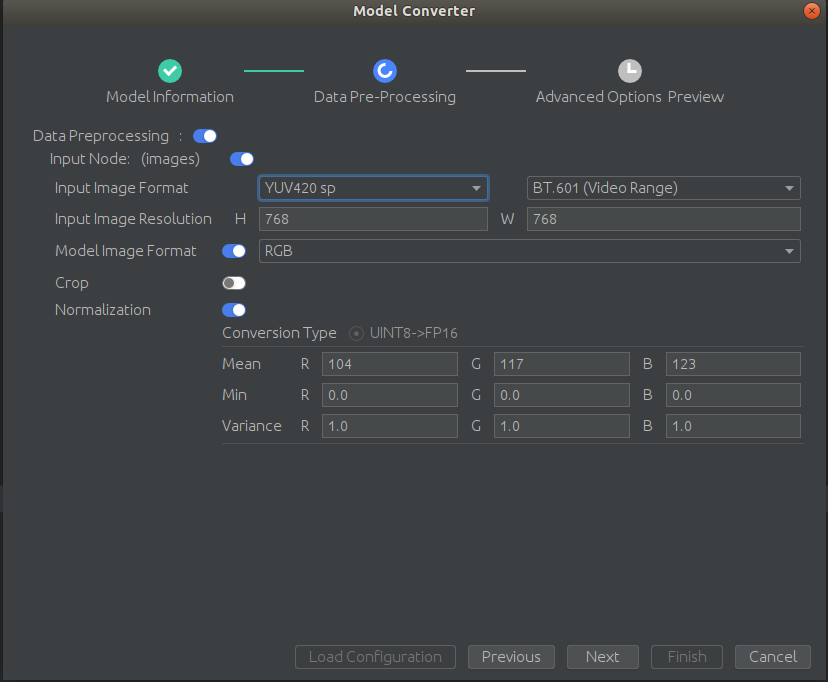 Model Converter
Model Information Data Pre-Processing Advanced Options Preview
Data Preprocessing :
Input Node: (images)
Input Image Format YUV420 sp BT.601 (Video Range)
Input Image Resolution H 768 W 768
Model Image Format RGB
Crop
Normalization
Conversion Type UINT8->FP16
Mean R 104 G 117 B 123
Min R 0.0 G 0.0 B 0.0
Variance R 1.0 G 1.0 B 1.0
Load Configuration Previous Next Finish Cancel